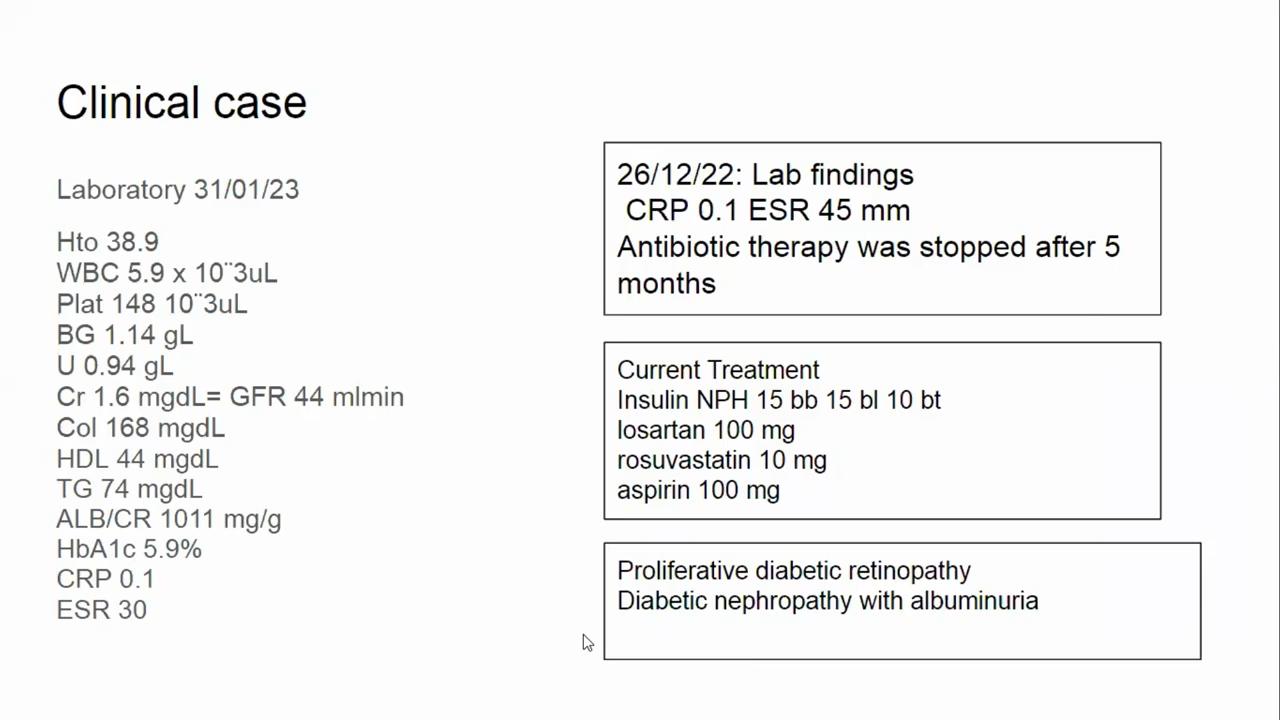 Clinical case
Laboratory 31/01/23
Hto 38.9
WBC 5.9 x 10¨3uL
Plat 148 10¨3uL
BG 1.14 gL
U 0.94 gL
Cr 1.6 mgdL= GFR 44 mlmin
Col 168 mgdL
HDL 44 mgdL
TG 74 mgdL
ALB/CR 1011 mg/g
HbA1c 5.9%
CRP 0.1
ESR 30
26/12/22: Lab findings
CRP 0.1 ESR 45 mm
Antibiotic therapy was stopped after 5
months
Current Treatment
Insulin NPH 15 bb 15 bl 10 bt
losartan 100 mg
rosuvastatin 10 mg
aspirin 100 mg
Proliferative diabetic retinopathy
Diabetic nephropathy with albuminuria